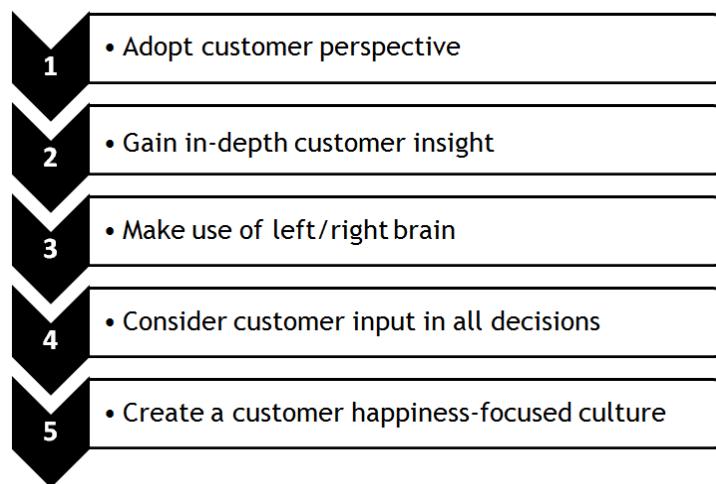 1 • Adopt customer perspective
2 • Gain in-depth customer insight
3 • Make use of left/right brain
4 • Consider customer input in all decisions
5 • Create a customer happiness-focused culture